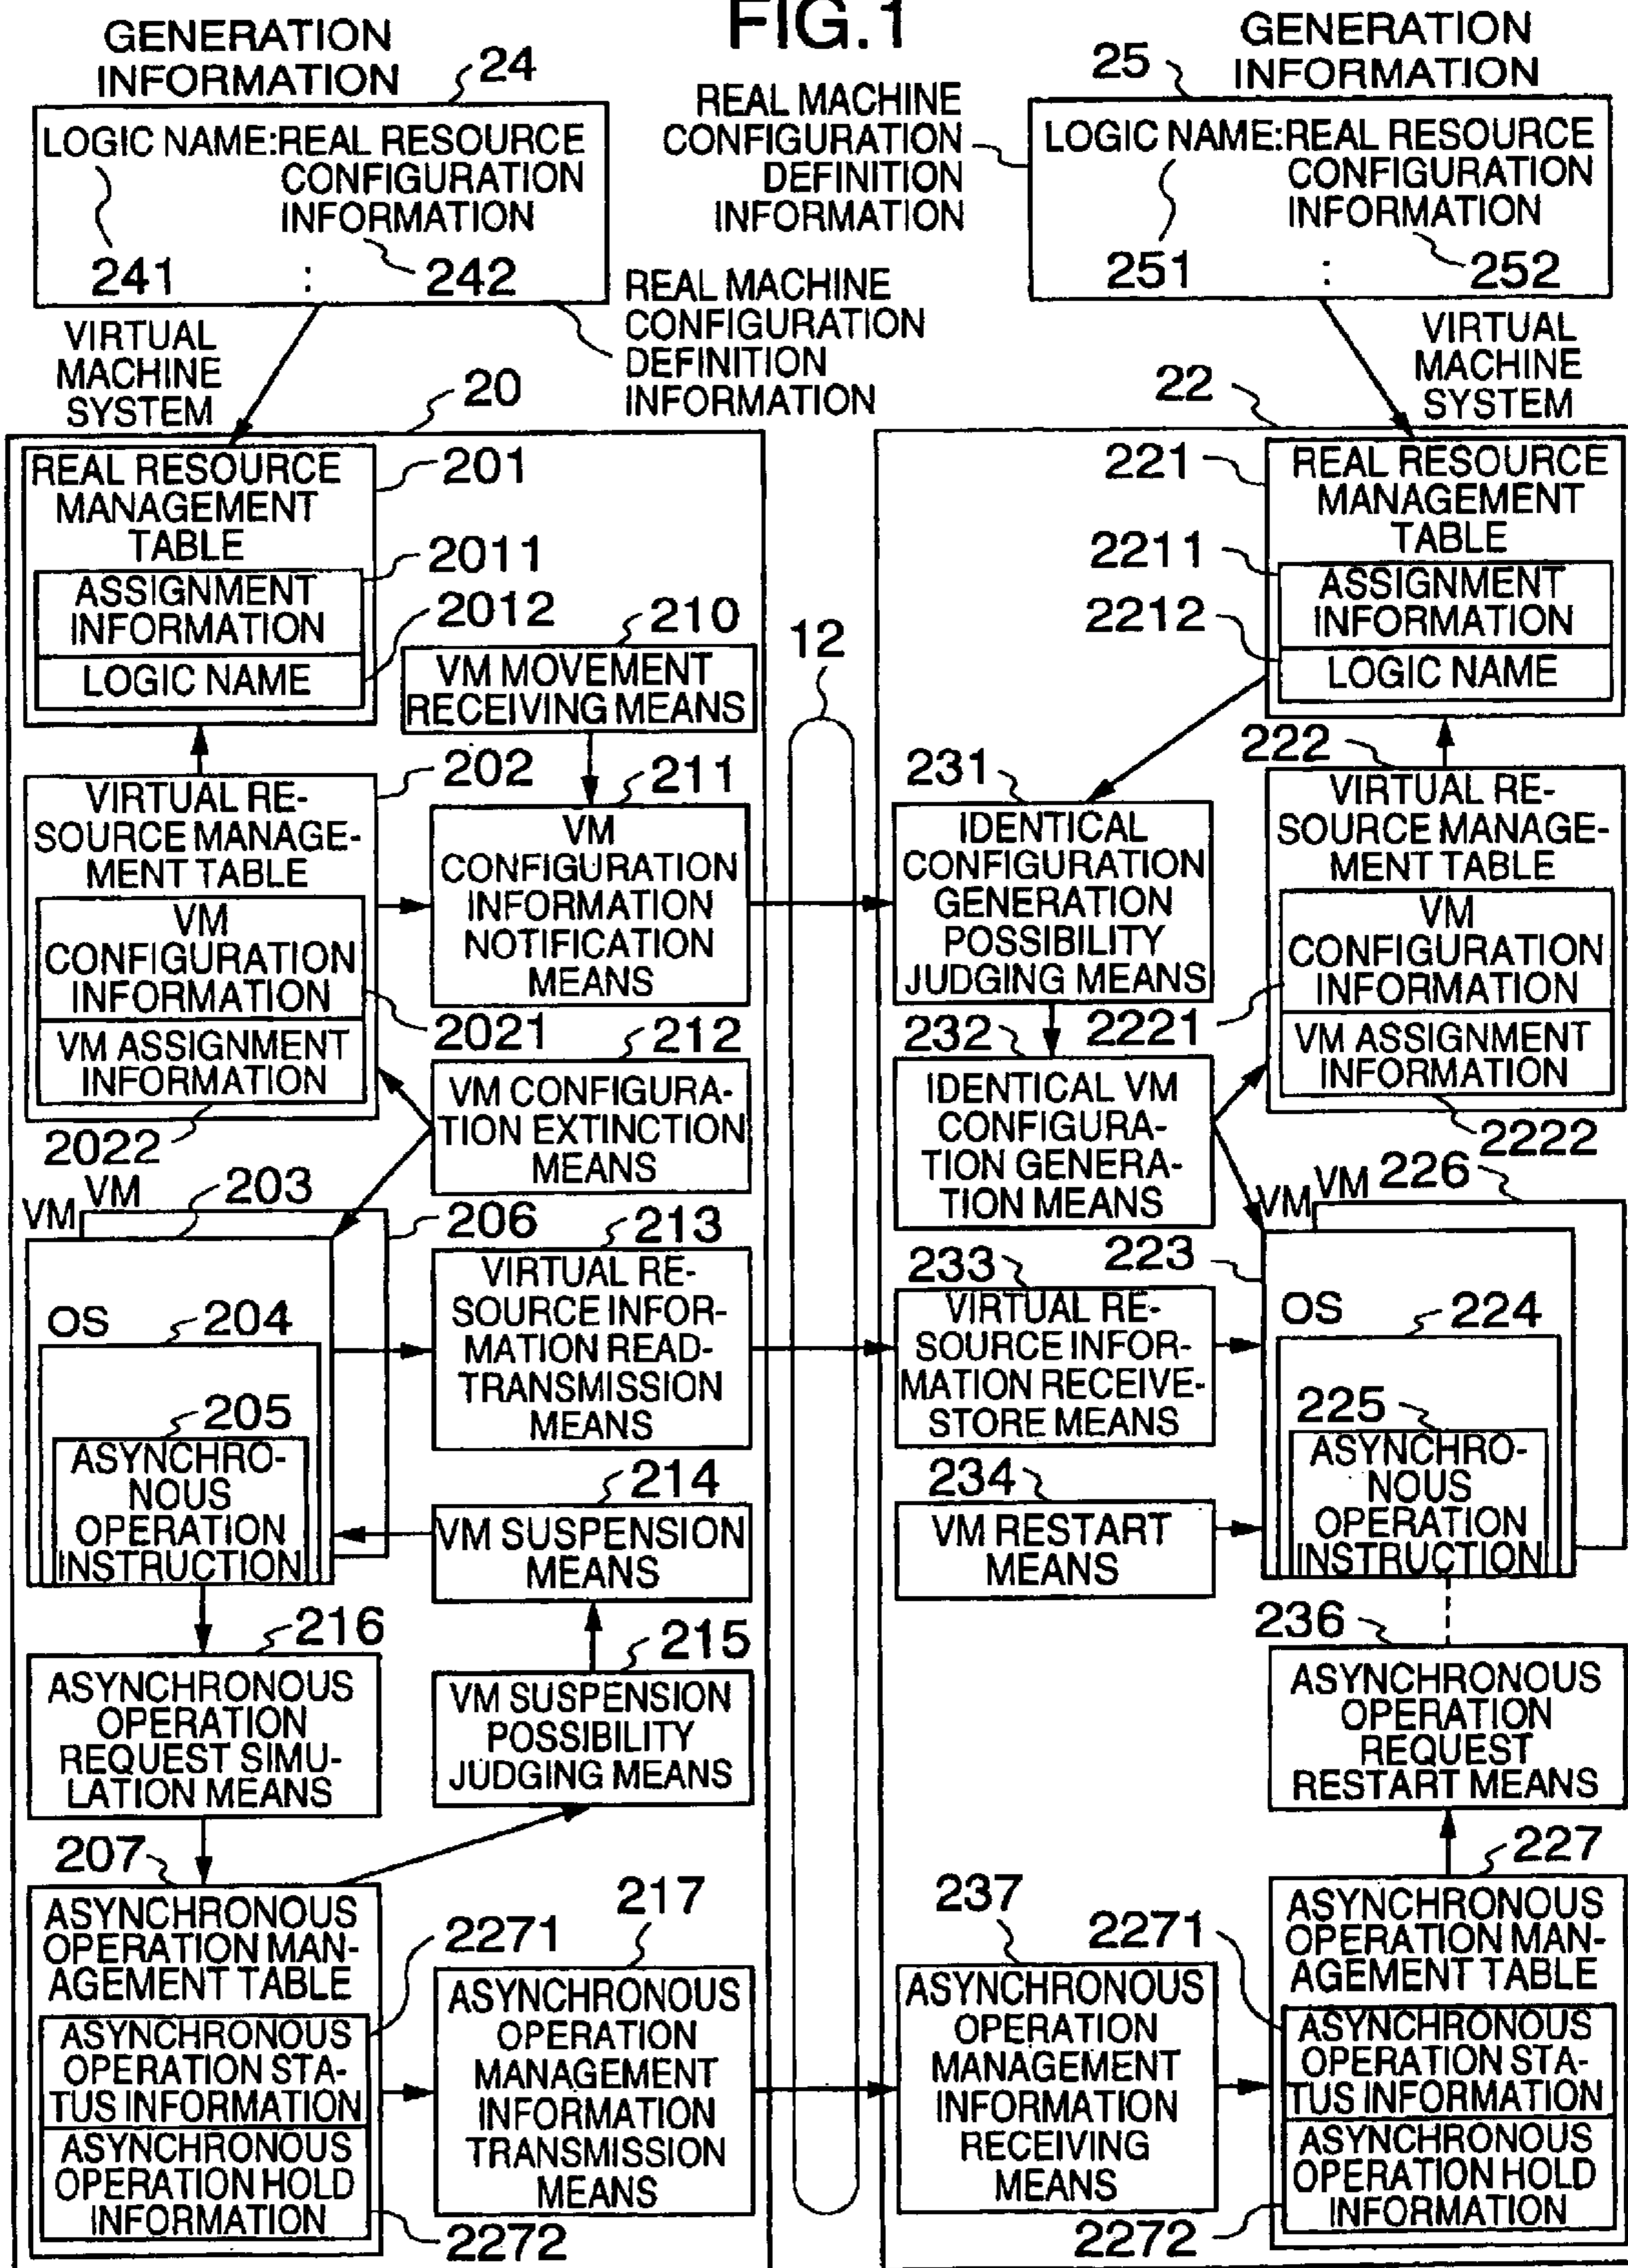 FIG.1
GENERATION
INFORMATION
24
LOGIC NAME:REAL RESOURCE
CONFIGURATION
INFORMATION
241
:
242
REAL MACHINE
CONFIGURATION
DEFINITION
INFORMATION
GENERATION
INFORMATION
25
REAL MACHINE
CONFIGURATION
DEFINITION
INFORMATION
LOGIC NAME:REAL RESOURCE
CONFIGURATION
INFORMATION
251
:
252
VIRTUAL
MACHINE
SYSTEM
20
REAL RESOURCE
MANAGEMENT
TABLE
201
ASSIGNMENT
INFORMATION
2011
LOGIC NAME
2012
210
VM MOVEMENT
RECEIVING MEANS
202
VIRTUAL RE-
SOURCE MANAGE-
MENT TABLE
VM
CONFIGURATION
INFORMATION
2021
VM ASSIGNMENT
INFORMATION
2022
211
VM
CONFIGURATION
INFORMATION
NOTIFICATION
MEANS
212
VM CONFIGURA-
TION EXTINCTION
MEANS
VM
VM
203
206
OS
204
205
ASYNCHRO-
NOUS
OPERATION
INSTRUCTION
213
VIRTUAL RE-
SOURCE INFOR-
MATION READ-
TRANSMISSION
MEANS
214
VM SUSPENSION
MEANS
215
VM SUSPENSION
POSSIBILITY
JUDGING MEANS
216
ASYNCHRONOUS
OPERATION
REQUEST SIMU-
LATION MEANS
207
ASYNCHRONOUS
OPERATION MAN-
AGEMENT TABLE
2271
ASYNCHRONOUS
OPERATION STA-
TUS INFORMATION
ASYNCHRONOUS
OPERATION HOLD
INFORMATION
2272
217
ASYNCHRONOUS
OPERATION
MANAGEMENT
INFORMATION
TRANSMISSION
MEANS
12
VIRTUAL
MACHINE
SYSTEM
22
221
REAL RESOURCE
MANAGEMENT
TABLE
2211
ASSIGNMENT
INFORMATION
2212
LOGIC NAME
222
VIRTUAL RE-
SOURCE MANAGE-
MENT TABLE
VM
CONFIGURATION
INFORMATION
2221
VM ASSIGNMENT
INFORMATION
2222
231
IDENTICAL
CONFIGURATION
GENERATION
POSSIBILITY
JUDGING MEANS
232
IDENTICAL VM
CONFIGURA-
TION GENERA-
TION MEANS
VM
VM
226
223
OS
224
225
ASYNCHRO-
NOUS
OPERATION
INSTRUCTION
233
VIRTUAL RE-
SOURCE INFOR-
MATION RECEIVE-
STORE MEANS
234
VM RESTART
MEANS
236
ASYNCHRONOUS
OPERATION
REQUEST
RESTART MEANS
227
ASYNCHRONOUS
OPERATION MAN-
AGEMENT TABLE
2271
ASYNCHRONOUS
OPERATION STA-
TUS INFORMATION
ASYNCHRONOUS
OPERATION HOLD
INFORMATION
2272
237
ASYNCHRONOUS
OPERATION
MANAGEMENT
INFORMATION
RECEIVING
MEANS